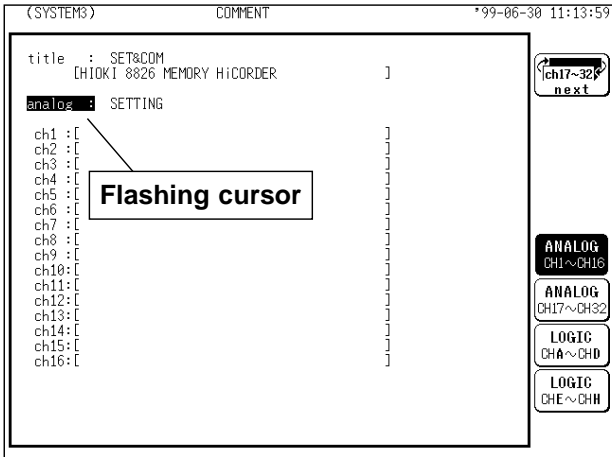 (SYSTEM3) COMMENT '99-06-30 11:13:59
title : SET&COM
[HIOKI 8826 MEMORY HiCORDER ]
analog : SETTING
ch1 :[ ]
ch2 :[ ]
ch3 :[ ]
ch4 :[ ]
ch5 :[ ]
ch6 :[ ]
ch7 :[ ]
ch8 :[ ]
ch9 :[ ]
ch10:[ ]
ch11:[ ]
ch12:[ ]
ch13:[ ]
ch14:[ ]
ch15:[ ]
ch16:[ ]
Flashing cursor
ch17~32
next
ANALOG
CH1~CH16
ANALOG
CH17~CH32
LOGIC
CHA~CHD
LOGIC
CHE~CHH